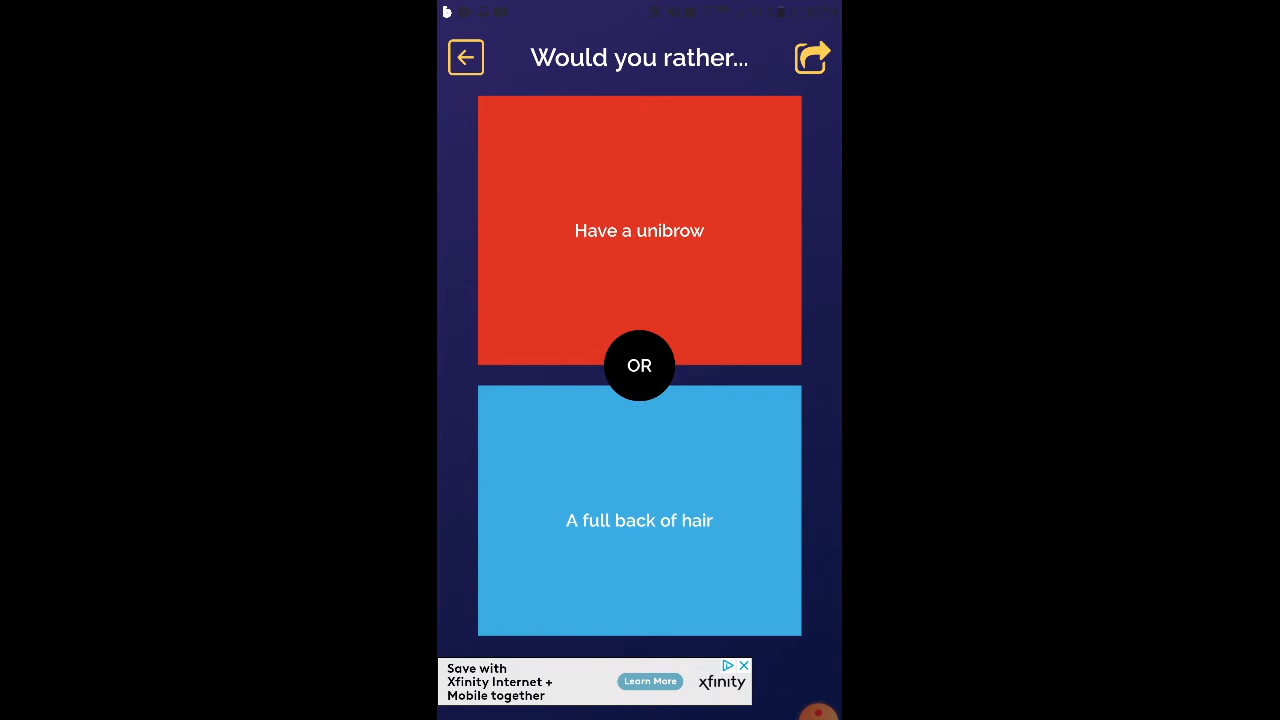 Would you rather...
Have a unibrow
OR
A full back of hair
Save with
Xfinity Internet +
Mobile together
Learn More
xfinity